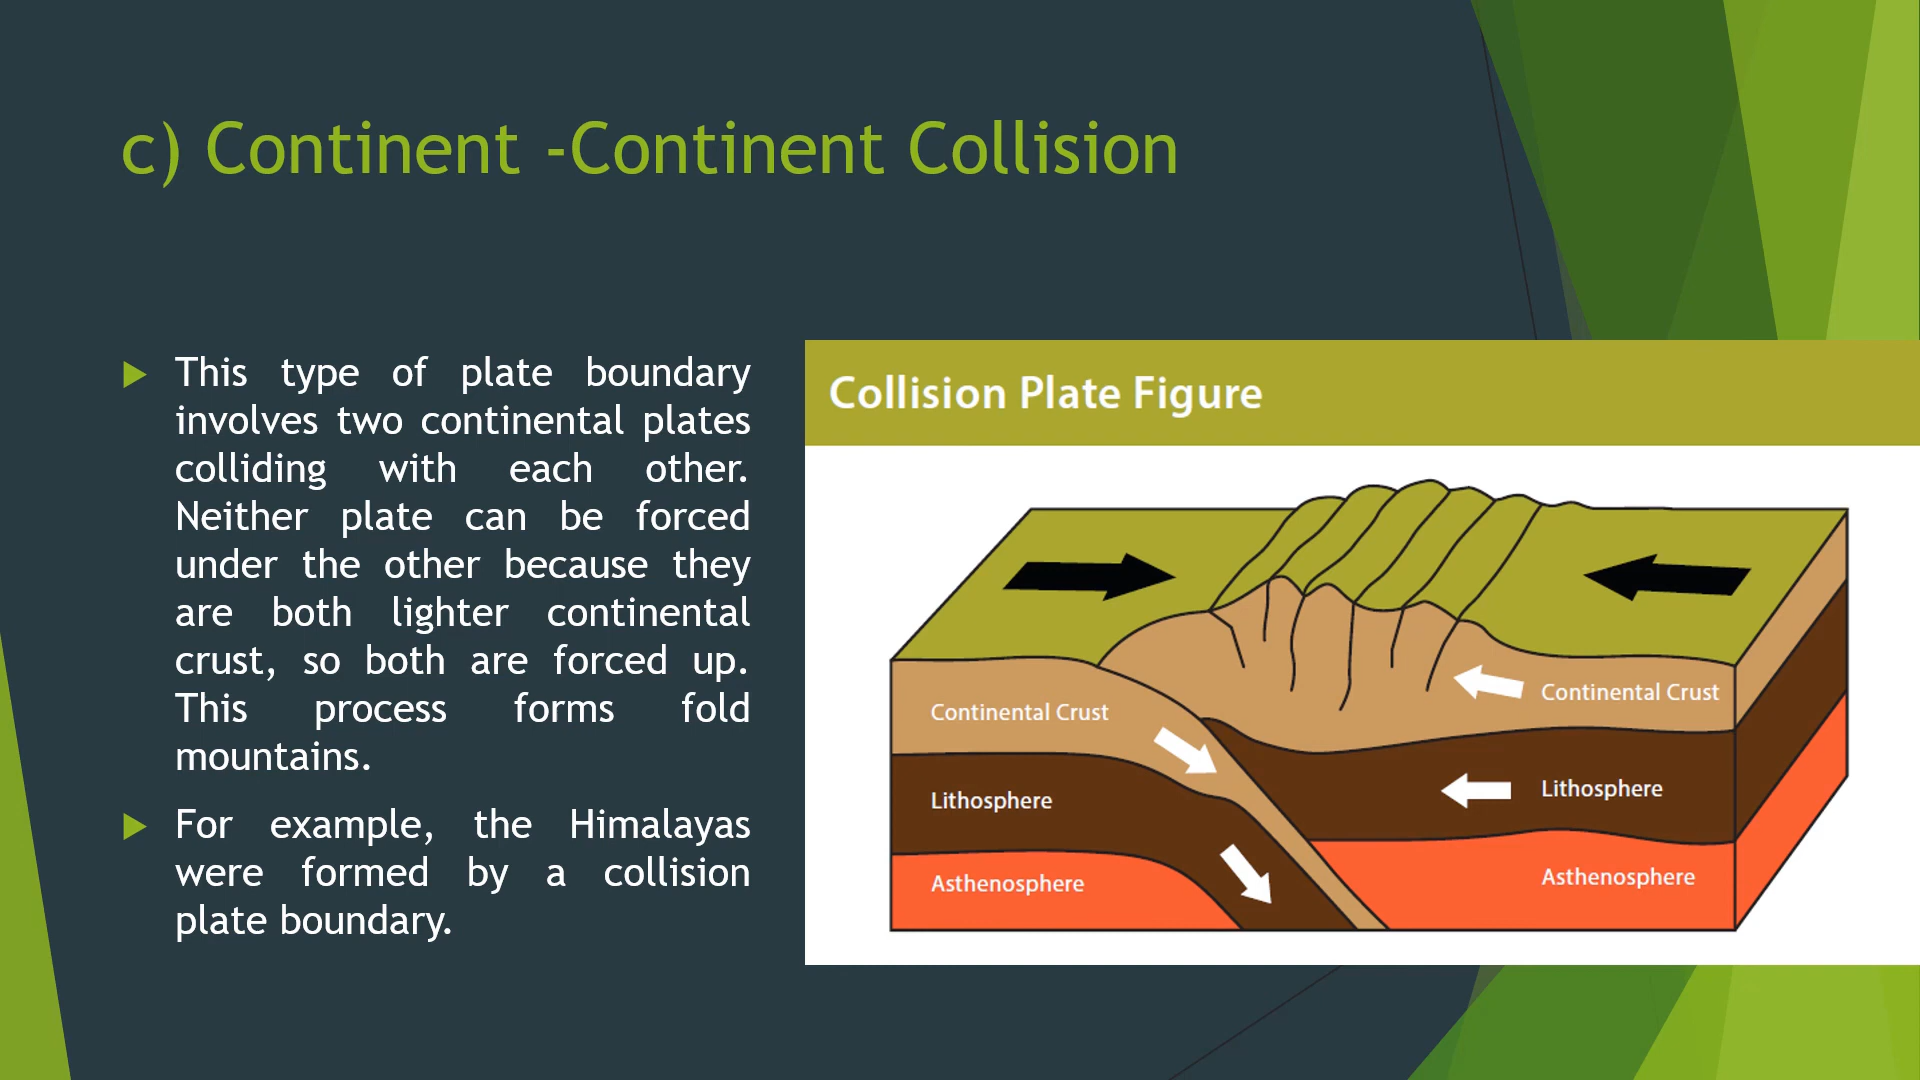 c) Continent -Continent Collision
This type of plate boundary
involves two continental plates
colliding with each other.
Neither plate can be forced
under the other because they
are both lighter continental
crust, so both are forced up.
This process forms fold
mountains.
For example, the Himalayas
were formed by a collision
plate boundary.
Collision Plate Figure
Continental Crust
Lithosphere
Asthenosphere
Continental Crust
Lithosphere
Asthenosphere